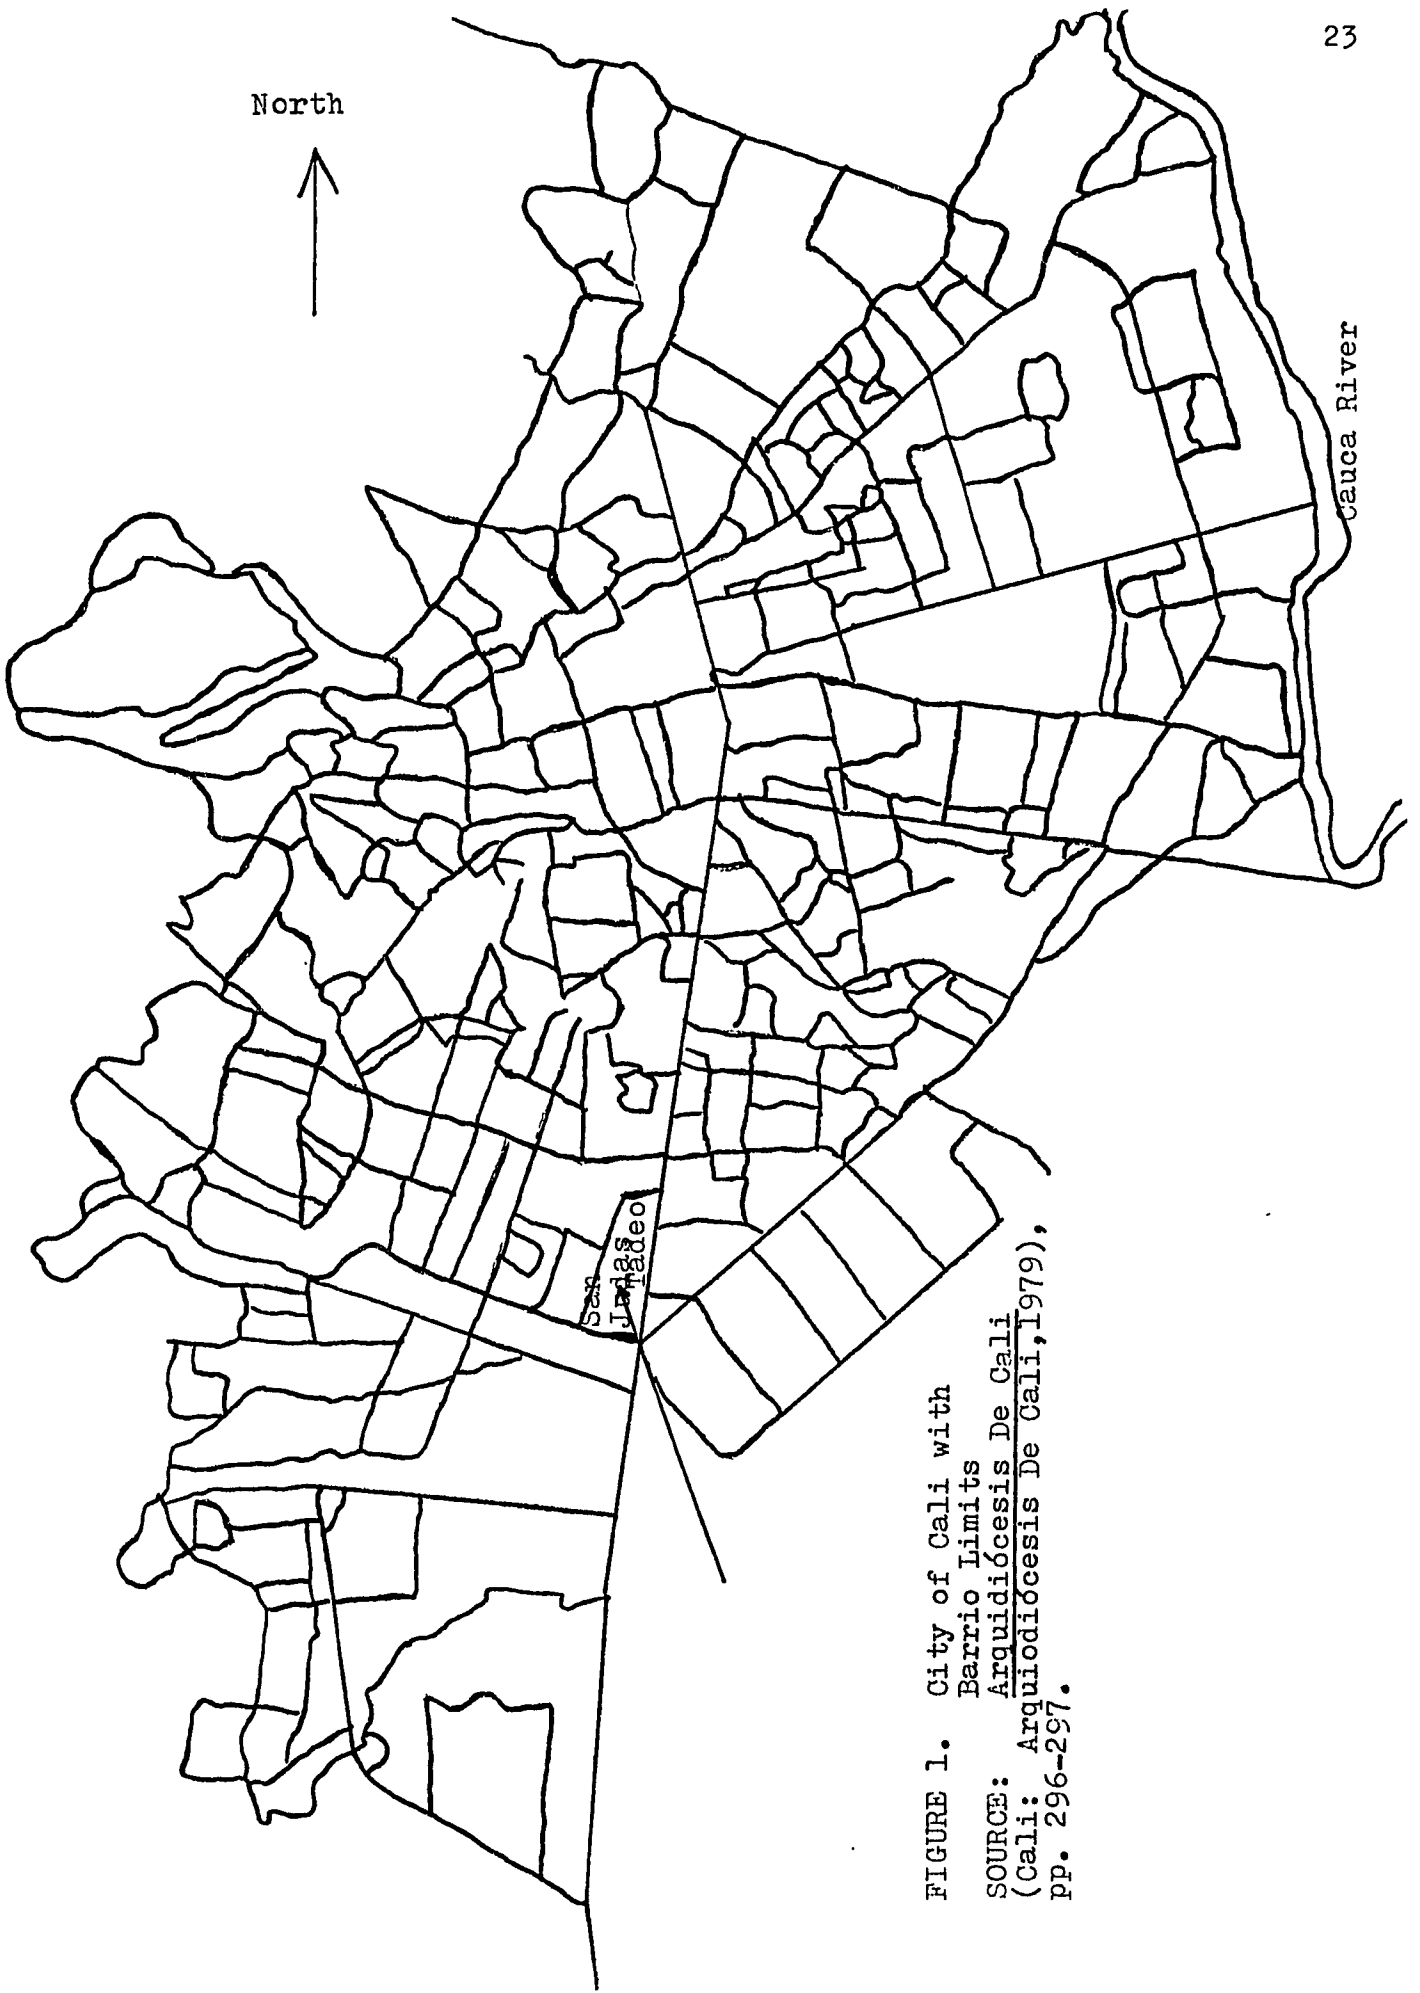 23
North
Cauca River
San
Judas
Tadeo
FIGURE 1. City of Cali with
Barrio Limits
SOURCE: Arquidiócesis De Cali
(Cali: Arquiodiócesis De Cali,1979),
pp. 296-297.